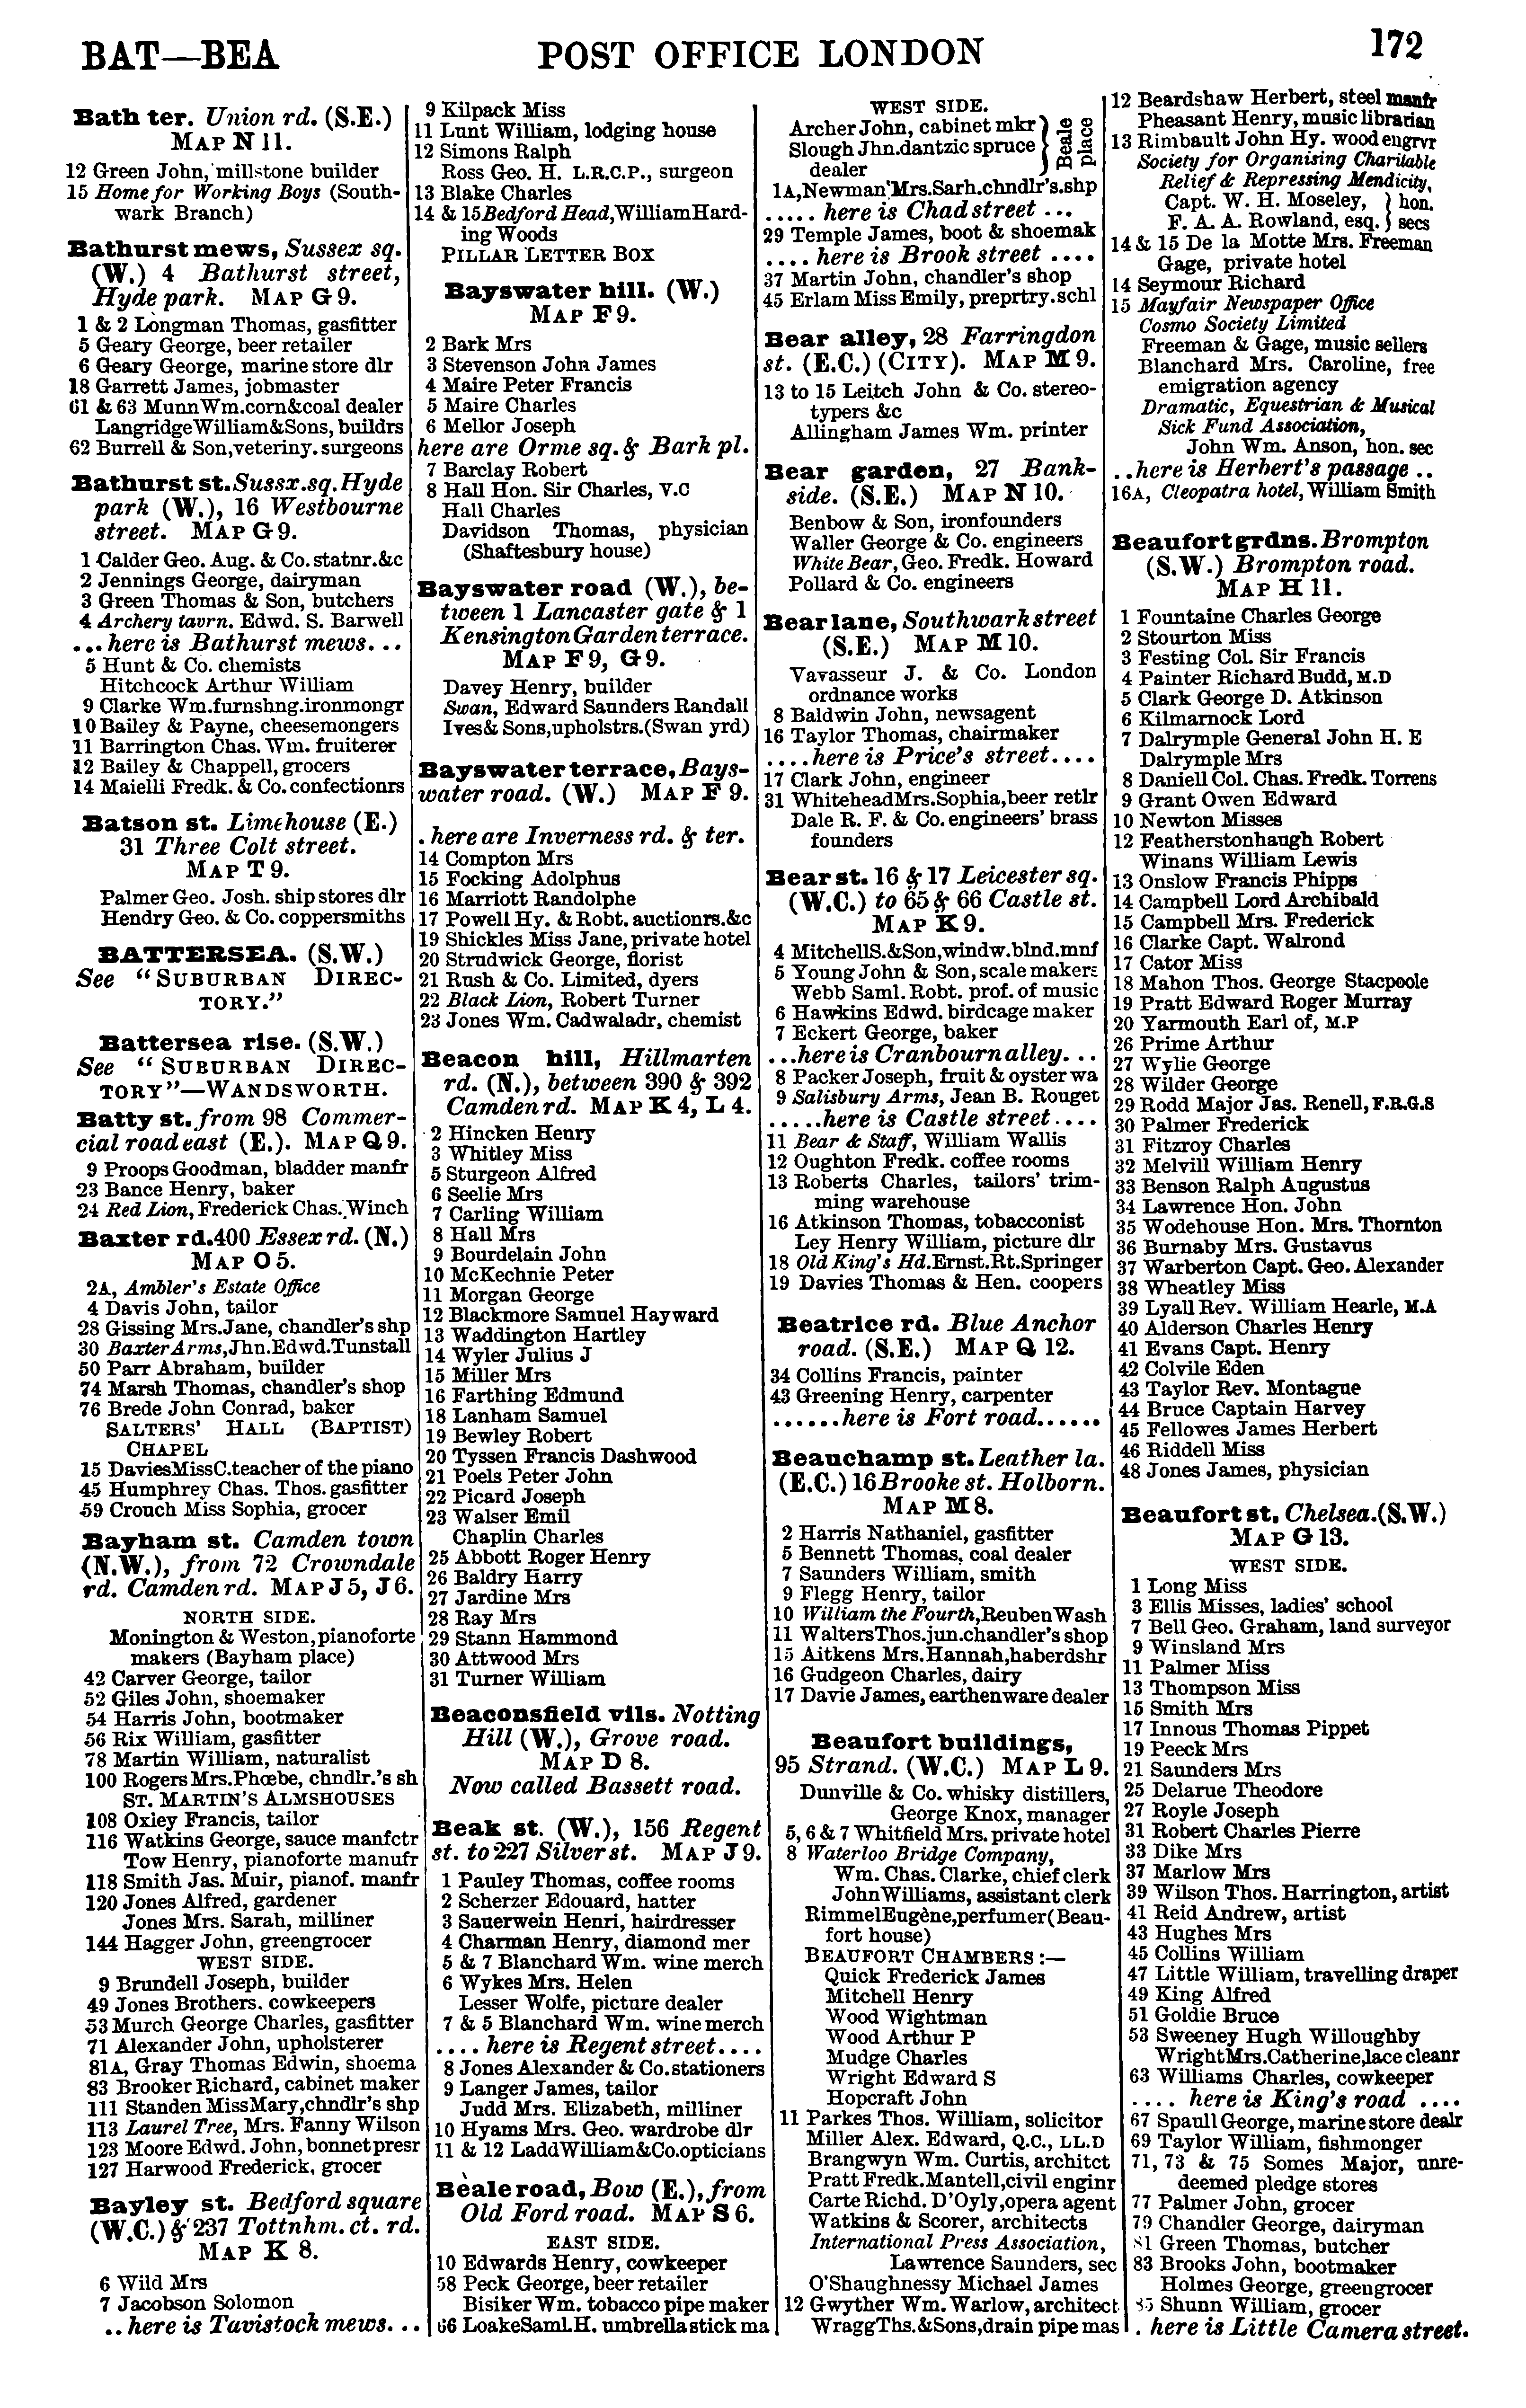 BAT—BEA
POST OFFICE LONDON
172
Bath ter. Union rd. (S.E.)
MAP N 11.
12 Green John, millstone builder
15 Home for Working Boys (South-
wark Branch)
Bathurst mews, Sussex sq.
(W.) 4 Bathurst street,
Hyde park. MAP G 9.
1 & 2 Longman Thomas, gasfitter
5 Geary George, beer retailer
6 Geary George, marine store dlr
18 Garrett James, jobmaster
61 & 63 Munn Wm. corn & coal dealer
Langridge William & Sons, buildrs
62 Burrell & Son, veteriny. surgeons
Bathurst st. Sussx. sq. Hyde
park (W.), 16 Westbourne
street. MAP G 9.
1 Calder Geo. Aug. & Co. statnr. &c
2 Jennings George, dairyman
3 Green Thomas & Son, butchers
4 Archery tavrn. Edwd. S. Barwell
...here is Bathurst mews...
5 Hunt & Co. chemists
Hitchcock Arthur William
9 Clarke Wm. furnshng. ironmongr
10 Bailey & Payne, cheesemongers
11 Barrington Chas. Wm. fruiterer
12 Bailey & Chappell, grocers
14 Maielli Fredk. & Co. confectionrs
Batson st. Limehouse (E.)
31 Three Colt street.
MAP T 9.
Palmer Geo. Josh. ship stores dlr
Hendry Geo. & Co. coppersmiths
BATTERSEA. (S.W.)
See "SUBURBAN DIREC-
TORY."
Battersea rise. (S.W.)
See "SUBURBAN DIREC-
TORY"—WANDSWORTH.
Batty st. from 98 Commer-
cial road east (E.). MAP Q 9.
9 Proops Goodman, bladder manfr
23 Bance Henry, baker
24 Red Lion, Frederick Chas. Winch
Baxter rd. 400 Essex rd. (N.)
MAP O 5.
2A, Ambler's Estate Office
4 Davis John, tailor
28 Gissing Mrs. Jane, chandler's shp
30 Baxter Arms, Jhn. Edwd. Tunstall
50 Parr Abraham, builder
74 Marsh Thomas, chandler's shop
76 Brede John Conrad, baker
SALTERS' HALL (BAPTIST)
CHAPEL
15 Davies Miss C. teacher of the piano
45 Humphrey Chas. Thos. gasfitter
59 Crouch Miss Sophia, grocer
Bayham st. Camden town
(N.W.), from 72 Crowndale
rd. Camden rd. MAP J 5, J 6.
NORTH SIDE.
Monington & Weston, pianoforte
makers (Bayham place)
42 Carver George, tailor
52 Giles John, shoemaker
54 Harris John, bootmaker
56 Rix William, gasfitter
78 Martin William, naturalist
100 Rogers Mrs. Phœbe, chndlr.'s sh
ST. MARTIN'S ALMSHOUSES
108 Oxley Francis, tailor
116 Watkins George, sauce manfctr
Tow Henry, pianoforte manufr
118 Smith Jas. Muir, pianof. manfr
120 Jones Alfred, gardener
Jones Mrs. Sarah, milliner
144 Hagger John, greengrocer
WEST SIDE.
9 Brundell Joseph, builder
49 Jones Brothers. cowkeepers
53 Murch George Charles, gasfitter
71 Alexander John, upholsterer
81A, Gray Thomas Edwin, shoema
83 Brooker Richard, cabinet maker
111 Standen Miss Mary, chndlr's shp
113 Laurel Tree, Mrs. Fanny Wilson
123 Moore Edwd. John, bonnet presr
127 Harwood Frederick, grocer
Bayley st. Bedford square
(W.C.) & 237 Tottnhm. ct. rd.
MAP K 8.
6 Wild Mrs
7 Jacobson Solomon
..here is Tavistock mews...
9 Kilpack Miss
11 Lunt William, lodging house
12 Simons Ralph
Ross Geo. H. L.R.C.P., surgeon
13 Blake Charles
14 & 15 Bedford Head, William Hard-
ing Woods
PILLAR LETTER BOX
Bayswater hill. (W.)
MAP F 9.
2 Bark Mrs
3 Stevenson John James
4 Maire Peter Francis
5 Maire Charles
6 Mellor Joseph
here are Orme sq. & Bark pl.
7 Barclay Robert
8 Hall Hon. Sir Charles, V.C
Hall Charles
Davidson Thomas, physician
(Shaftesbury house)
Bayswater road (W.), be-
tween 1 Lancaster gate & 1
Kensington Garden terrace.
MAP F 9, G 9.
Davey Henry, builder
Swan, Edward Saunders Randall
Ives & Sons, upholstrs. (Swan yrd)
Bayswater terrace, Bays-
water road. (W.) MAP F 9.
. here are Inverness rd. & ter.
14 Compton Mrs
15 Focking Adolphus
16 Marriott Randolphe
17 Powell Hy. & Robt. auctionrs. &c
19 Shickles Miss Jane, private hotel
20 Strudwick George, florist
21 Rush & Co. Limited, dyers
22 Black Lion, Robert Turner
23 Jones Wm. Cadwaladr, chemist
Beacon hill, Hillmarten
rd. (N.), between 390 & 392
Camden rd. MAP K 4, L 4.
2 Hincken Henry
3 Whitley Miss
5 Sturgeon Alfred
6 Seelie Mrs
7 Carling William
8 Hall Mrs
9 Bourdelain John
10 McKechnie Peter
11 Morgan George
12 Blackmore Samuel Hayward
13 Waddington Hartley
14 Wyler Julius J
15 Miller Mrs
16 Farthing Edmund
18 Lanham Samuel
19 Bewley Robert
20 Tyssen Francis Dashwood
21 Poels Peter John
22 Picard Joseph
23 Walser Emil
Chaplin Charles
25 Abbott Roger Henry
26 Baldry Harry
27 Jardine Mrs
28 Ray Mrs
29 Stann Hammond
30 Attwood Mrs
31 Turner William
Beaconsfield vils. Notting
Hill (W.), Grove road.
MAP D 8.
Now called Bassett road.
Beak st. (W.), 156 Regent
st. to 227 Silver st. MAP J 9.
1 Pauley Thomas, coffee rooms
2 Scherzer Edouard, hatter
3 Sauerwein Henri, hairdresser
4 Charman Henry, diamond mer
5 & 7 Blanchard Wm. wine merch
6 Wykes Mrs. Helen
Lesser Wolfe, picture dealer
7 & 5 Blanchard Wm. wine merch
.... here is Regent street....
8 Jones Alexander & Co. stationers
9 Langer James, tailor
Judd Mrs. Elizabeth, milliner
10 Hyams Mrs. Geo. wardrobe dlr
11 & 12 Ladd William & Co. opticians
Beale road, Bow (E.), from
Old Ford road. MAP S 6.
EAST SIDE.
10 Edwards Henry, cowkeeper
58 Peck George, beer retailer
Bisiker Wm. tobacco pipe maker
66 Loake Saml. H. umbrella stick ma
WEST SIDE.
Archer John, cabinet mkr
Slough Jhn. dantzic spruce
dealer
Beale place
1A, Newman Mrs. Sarh. chndlr's. shp
..... here is Chad street ...
29 Temple James, boot & shoemak
.... here is Brook street ....
37 Martin John, chandler's shop
45 Erlam Miss Emily, preprtry. schl
Bear alley, 28 Farringdon
st. (E.C.) (CITY). MAP M 9.
13 to 15 Leitch John & Co. stereo-
typers &c
Allingham James Wm. printer
Bear garden, 27 Bank-
side. (S.E.) MAP N 10.
Benbow & Son, ironfounders
Waller George & Co. engineers
White Bear, Geo. Fredk. Howard
Pollard & Co. engineers
Bear lane, Southwark street
(S.E.) MAP M 10.
Vavasseur J. & Co. London
ordnance works
8 Baldwin John, newsagent
16 Taylor Thomas, chairmaker
....here is Price's street....
17 Clark John, engineer
31 Whitehead Mrs. Sophia, beer retlr
Dale R. F. & Co. engineers' brass
founders
Bear st. 16 & 17 Leicester sq.
(W.C.) to 65 & 66 Castle st.
MAP K 9.
4 Mitchell S. & Son, windw. blnd. mnf
5 Young John & Son, scale makers
Webb Saml. Robt. prof. of music
6 Hawkins Edwd. birdcage maker
7 Eckert George, baker
...here is Cranbourn alley...
8 Packer Joseph, fruit & oyster wa
9 Salisbury Arms, Jean B. Rouget
.....here is Castle street....
11 Bear & Staff, William Wallis
12 Oughton Fredk. coffee rooms
13 Roberts Charles, tailors' trim-
ming warehouse
16 Atkinson Thomas, tobacconist
Ley Henry William, picture dlr
18 Old King's Hd. Ernst. Rt. Springer
19 Davies Thomas & Hen. coopers
Beatrice rd. Blue Anchor
road. (S.E.) MAP Q 12.
34 Collins Francis, painter
43 Greening Henry, carpenter
......here is Fort road......
Beauchamp st. Leather la.
(E.C.) 16 Brooke st. Holborn.
MAP M 8.
2 Harris Nathaniel, gasfitter
5 Bennett Thomas, coal dealer
7 Saunders William, smith
9 Flegg Henry, tailor
10 William the Fourth, Reuben Wash
11 Walters Thos. jun. chandler's shop
15 Aitkens Mrs. Hannah, haberdshr
16 Gudgeon Charles, dairy
17 Davie James, earthenware dealer
Beaufort buildings,
95 Strand. (W.C.) MAP L 9.
Dunville & Co. whisky distillers,
George Knox, manager
5, 6 & 7 Whitfield Mrs. private hotel
8 Waterloo Bridge Company,
Wm. Chas. Clarke, chief clerk
John Williams, assistant clerk
Rimmel Eugène, perfumer (Beau-
fort house)
BEAUFORT CHAMBERS:—
Quick Frederick James
Mitchell Henry
Wood Wightman
Wood Arthur P
Mudge Charles
Wright Edward S
Hopcraft John
11 Parkes Thos. William, solicitor
Miller Alex. Edward, Q.C., LL.D
Brangwyn Wm. Curtis, architct
Pratt Fredk. Mantell, civil enginr
Carte Richd. D'Oyly, opera agent
Watkins & Scorer, architects
International Press Association,
Lawrence Saunders, sec
O'Shaughnessy Michael James
12 Gwyther Wm. Warlow, architect
Wragg Ths. & Sons, drain pipe mas
12 Beardshaw Herbert, steel manfr
Pheasant Henry, music librarian
13 Rimbault John Hy. wood engrvr
Society for Organising Charitable
Relief & Repressing Mendicity,
Capt. W. H. Moseley, } hon.
F. A. A. Rowland, esq. } secs
14 & 15 De la Motte Mrs. Freeman
Gage, private hotel
14 Seymour Richard
15 Mayfair Newspaper Office
Cosmo Society Limited
Freeman & Gage, music sellers
Blanchard Mrs. Caroline, free
emigration agency
Dramatic, Equestrian & Musical
Sick Fund Association,
John Wm. Anson, hon. sec
..here is Herbert's passage ..
16A, Cleopatra hotel, William Smith
Beaufort grdns. Brompton
(S.W.) Brompton road.
MAP H 11.
1 Fountaine Charles George
2 Stourton Miss
3 Festing Col. Sir Francis
4 Painter Richard Budd, M.D
5 Clark George D. Atkinson
6 Kilmarnock Lord
7 Dalrymple General John H. E
Dalrymple Mrs
8 Daniell Col. Chas. Fredk. Torrens
9 Grant Owen Edward
10 Newton Misses
12 Featherstonhaugh Robert
Winans William Lewis
13 Onslow Francis Phipps
14 Campbell Lord Archibald
15 Campbell Mrs. Frederick
16 Clarke Capt. Walrond
17 Cator Miss
18 Mahon Thos. George Stacpoole
19 Pratt Edward Roger Murray
20 Yarmouth Earl of, M.P
26 Prime Arthur
27 Wylie George
28 Wilder George
29 Rodd Major Jas. Renell, F.R.G.S
30 Palmer Frederick
31 Fitzroy Charles
32 Melvill William Henry
33 Benson Ralph Augustus
34 Lawrence Hon. John
35 Wodehouse Hon. Mrs. Thornton
36 Burnaby Mrs. Gustavus
37 Warberton Capt. Geo. Alexander
38 Wheatley Miss
39 Lyall Rev. William Hearle, M.A
40 Alderson Charles Henry
41 Evans Capt. Henry
42 Colvile Eden
43 Taylor Rev. Montague
44 Bruce Captain Harvey
45 Fellowes James Herbert
46 Riddell Miss
48 Jones James, physician
Beaufort st. Chelsea. (S.W.)
MAP G 13.
WEST SIDE.
1 Long Miss
3 Ellis Misses, ladies' school
7 Bell Geo. Graham, land surveyor
9 Winsland Mrs
11 Palmer Miss
13 Thompson Miss
15 Smith Mrs
17 Innous Thomas Pippet
19 Peeck Mrs
21 Saunders Mrs
25 Delarue Theodore
27 Royle Joseph
31 Robert Charles Pierre
33 Dike Mrs
37 Marlow Mrs
39 Wilson Thos. Harrington, artist
41 Reid Andrew, artist
43 Hughes Mrs
45 Collins William
47 Little William, travelling draper
49 King Alfred
51 Goldie Bruce
53 Sweeney Hugh Willoughby
Wright Mrs. Catherine, lace cleanr
63 Williams Charles, cowkeeper
.... here is King's road ....
67 Spaull George, marine store dealr
69 Taylor William, fishmonger
71, 73 & 75 Somes Major, unre-
deemed pledge stores
77 Palmer John, grocer
79 Chandler George, dairyman
81 Green Thomas, butcher
83 Brooks John, bootmaker
Holmes George, greengrocer
85 Shunn William, grocer
. here is Little Camera street.